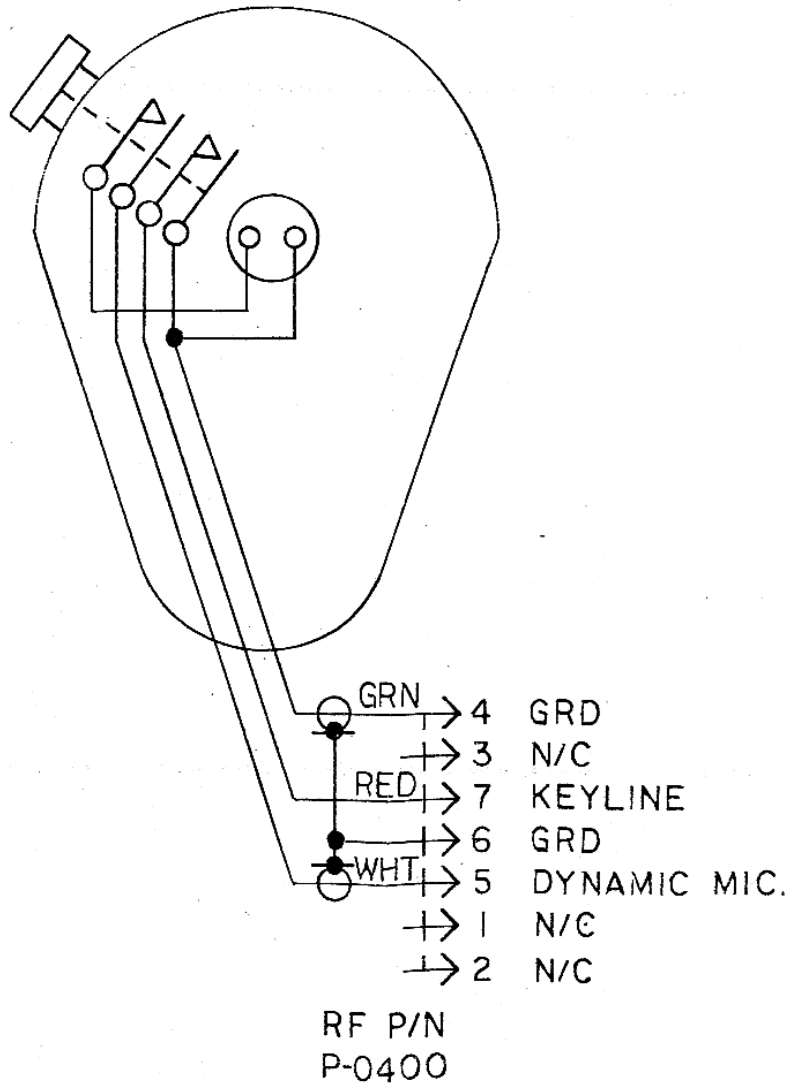 GRN 4 GRD
3 N/C
RED 7 KEYLINE
6 GRD
WHT 5 DYNAMIC MIC.
1 N/C
2 N/C
RF P/N
P-0400